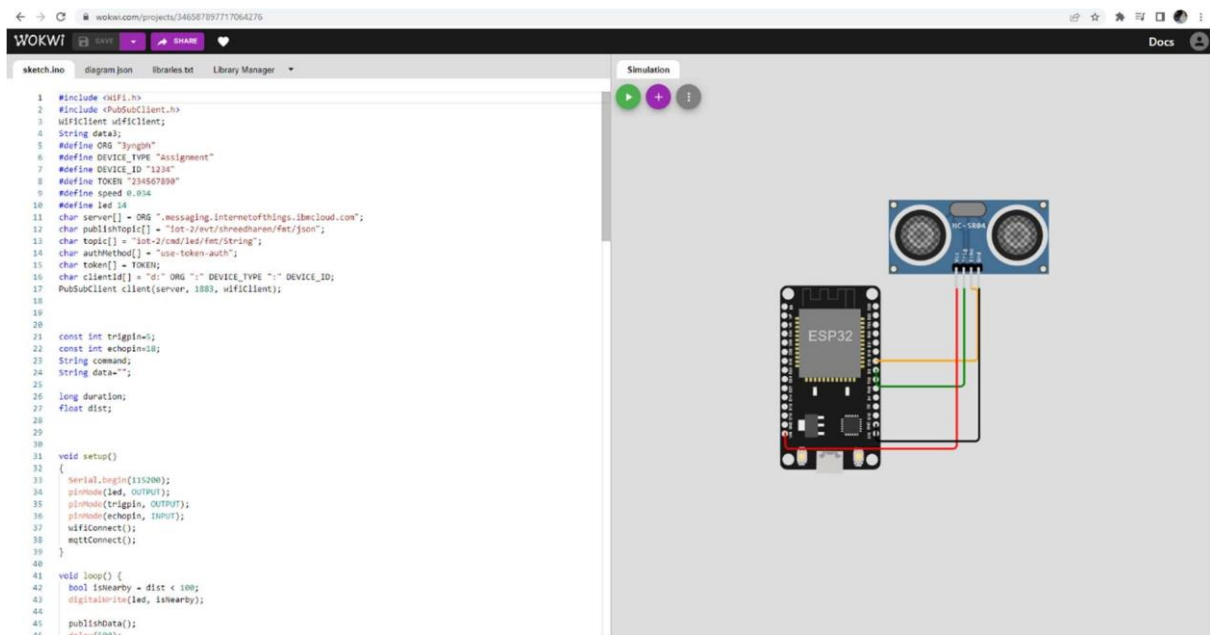 wokwi.com/projects/346587897717064276
WOKWi SAVE SHARE Docs
sketch.ino diagram.json libraries.txt Library Manager
Simulation
1 #include <WiFi.h>
2 #include <PubSubClient.h>
3 WiFiClient wifiClient;
4 String data3;
5 #define ORG "3yngbh"
6 #define DEVICE_TYPE "Assignment"
7 #define DEVICE_ID "1234"
8 #define TOKEN "234567890"
9 #define speed 0.034
10 #define led 14
11 char server[] = ORG ".messaging.internetofthings.ibmcloud.com";
12 char publishTopic[] = "iot-2/evt/shreedharen/fmt/json";
13 char topic[] = "iot-2/cmd/led/fmt/String";
14 char authMethod[] = "use-token-auth";
15 char token[] = TOKEN;
16 char clientId[] = "d:" ORG ":" DEVICE_TYPE ":" DEVICE_ID;
17 PubSubClient client(server, 1883, wifiClient);
18
19
20
21 const int trigpin=5;
22 const int echopin=18;
23 String command;
24 String data="";
25
26 long duration;
27 float dist;
28
29
30
31 void setup()
32 {
33 Serial.begin(115200);
34 pinMode(led, OUTPUT);
35 pinMode(trigpin, OUTPUT);
36 pinMode(echopin, INPUT);
37 wifiConnect();
38 mqttConnect();
39 }
40
41 void loop() {
42 bool isNearby = dist < 100;
43 digitalWrite(led, isNearby);
44
45 publishData();
46 delay(500);
HC-SR04
ESP32